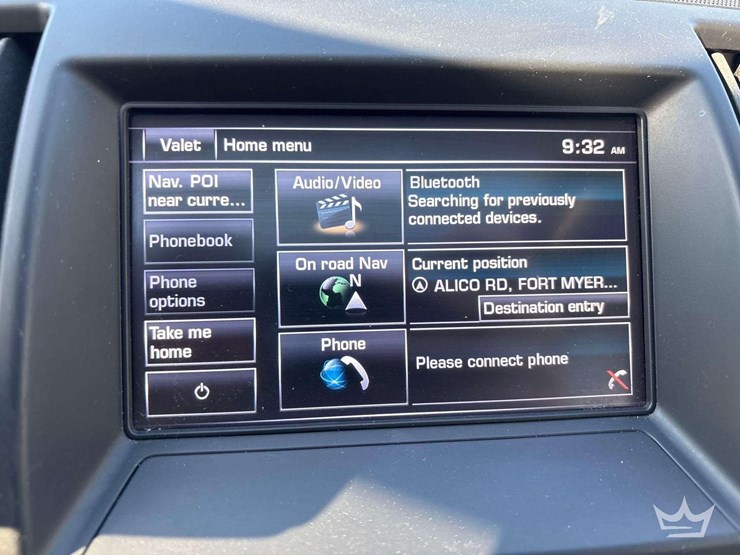 Valet
Home menu
9:32 AM
Nav. POI
near curre...
Phonebook
Phone
options
Take me
home
Audio/Video
On road Nav
N
Phone
Bluetooth
Searching for previously
connected devices.
Current position
ALICO RD, FORT MYER...
Destination entry
Please connect phone